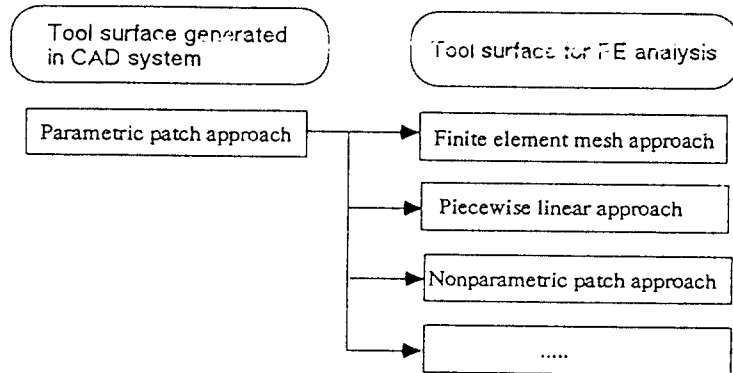 Tool surface generated
in CAD system
Tool surface for FE analysis
Parametric patch approach
Finite element mesh approach
Piecewise linear approach
Nonparametric patch approach
.....